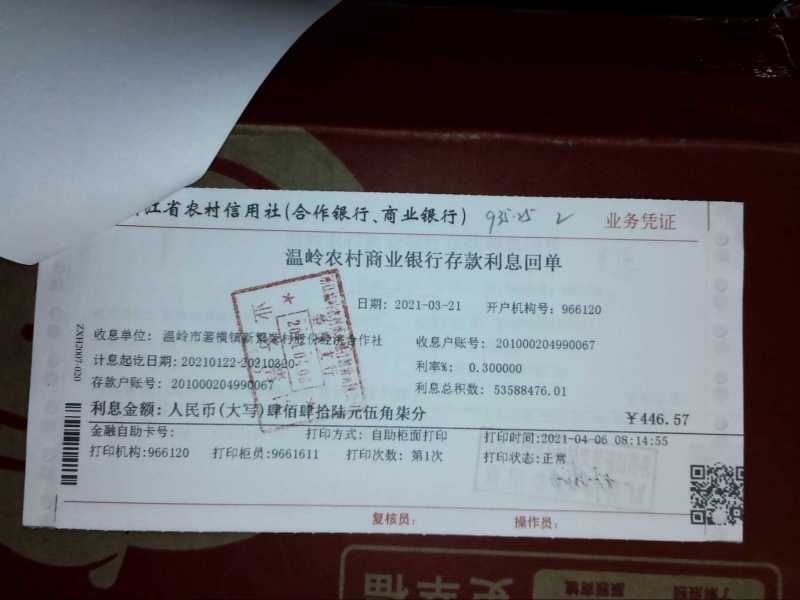 江省农村信用社(合作银行、商业银行) 935.25 2 业务凭证
温岭农村商业银行存款利息回单
日期: 2021-03-21 开户机构号: 966120
收息单位: 温岭市箬横镇新 村股份经济合作社 收息户账号: 201000204990067
计息起讫日期: 20210122-20210320 利率%: 0.300000
存款户账号: 201000204990067 利息总积数: 53588476.01
利息金额: 人民币(大写)肆佰肆拾陆元伍角柒分 ￥446.57
金融自助卡号: 打印方式: 自助柜面打印 打印时间:2021-04-06 08:14:55
打印机构:966120 打印柜员:9661611 打印次数: 第1次 打印状态:正常
复核员: 操作员:
ZXH2007-020